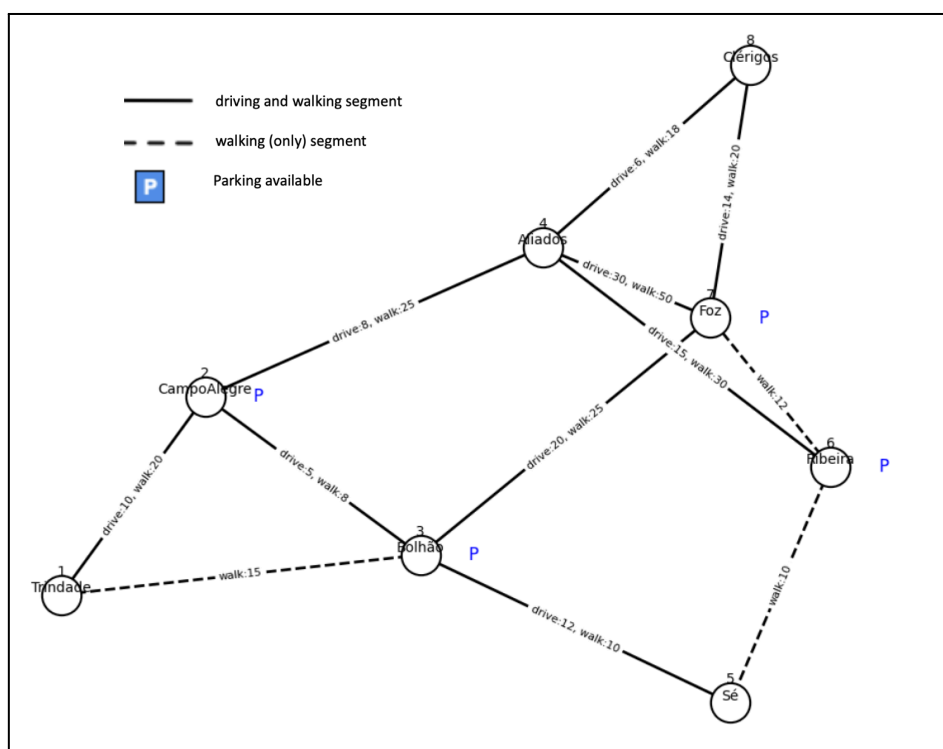 8
Clérigos
driving and walking segment
walking (only) segment
P
Parking available
drive:6, walk:18
drive:14, walk:20
4
Aliados
drive:30, walk:50
7
Foz
P
drive:8, walk:25
drive:15, walk:30
2
CampoAlegre
P
walk:12
drive:20, walk:25
6
Ribeira
P
drive:10, walk:20
drive:5, walk:8
3
Bolhão
P
1
Trindade
walk:15
walk:10
drive:12, walk:10
5
Sé